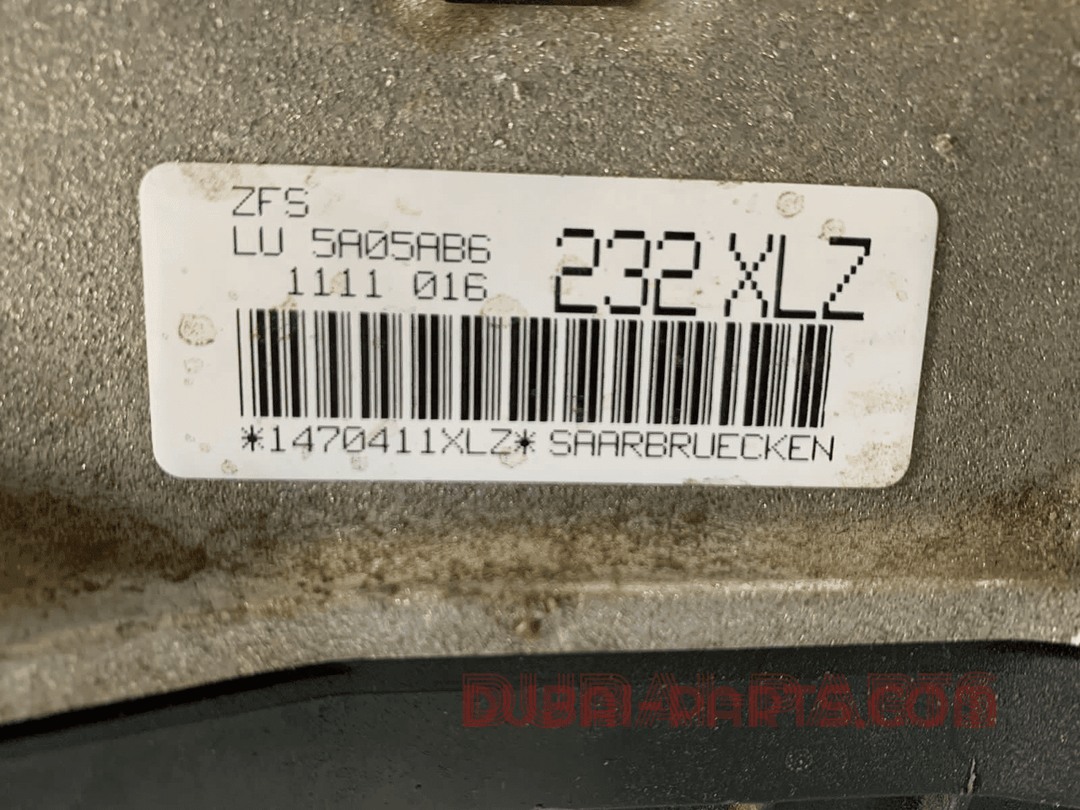 ZFS
LU 5A05AB6
1111 016
232 XLZ
*1470411XLZ* SAARBRUECKEN
DUBAI-PARTS.COM